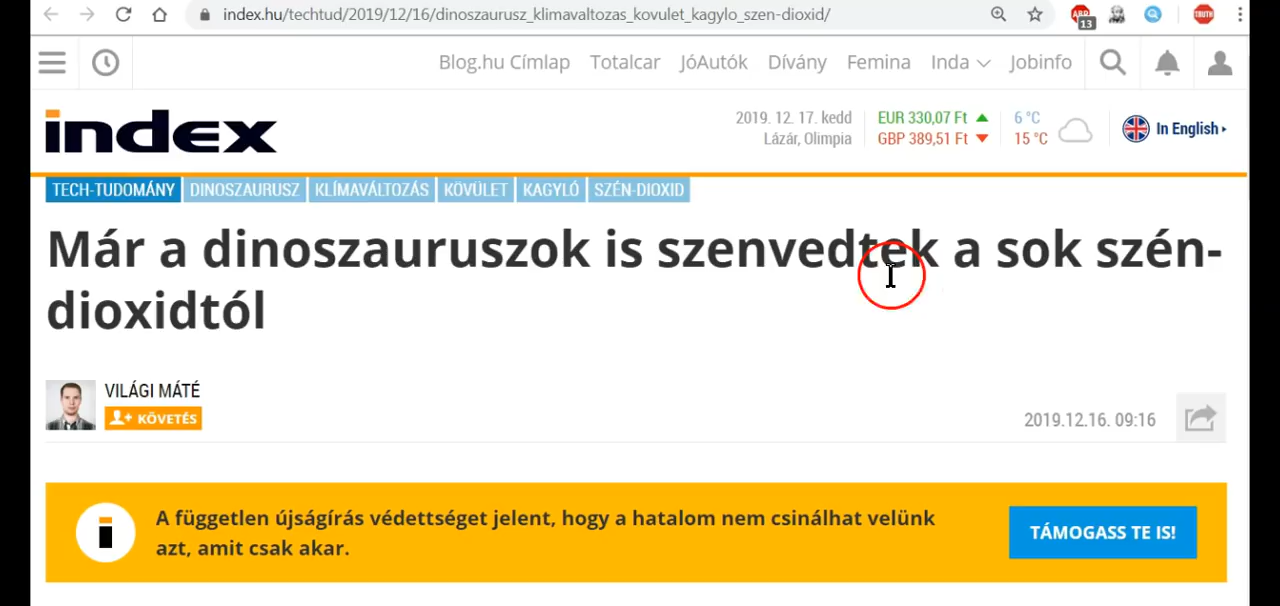 index.hu/techtud/2019/12/16/dinoszaurusz_klimavaltozas_kovulet_kagylo_szen-dioxid/
ABP
13
TRUTH
Blog.hu Címlap Totalcar JóAutók Dívány Femina Inda Jobinfo
index
2019. 12. 17. kedd EUR 330,07 Ft 6 °C
Lázár, Olimpia GBP 389,51 Ft 15 °C
In English
TECH-TUDOMÁNY DINOSZAURUSZ KLÍMAVÁLTOZÁS KÖVÜLET KAGYLÓ SZÉN-DIOXID
Már a dinoszauruszok is szenvedtek a sok szén-
dioxidtól
VILÁGI MÁTÉ
KÖVETÉS
2019.12.16. 09:16
A független újságírás védettséget jelent, hogy a hatalom nem csinálhat velünk
azt, amit csak akar.
TÁMOGASS TE IS!